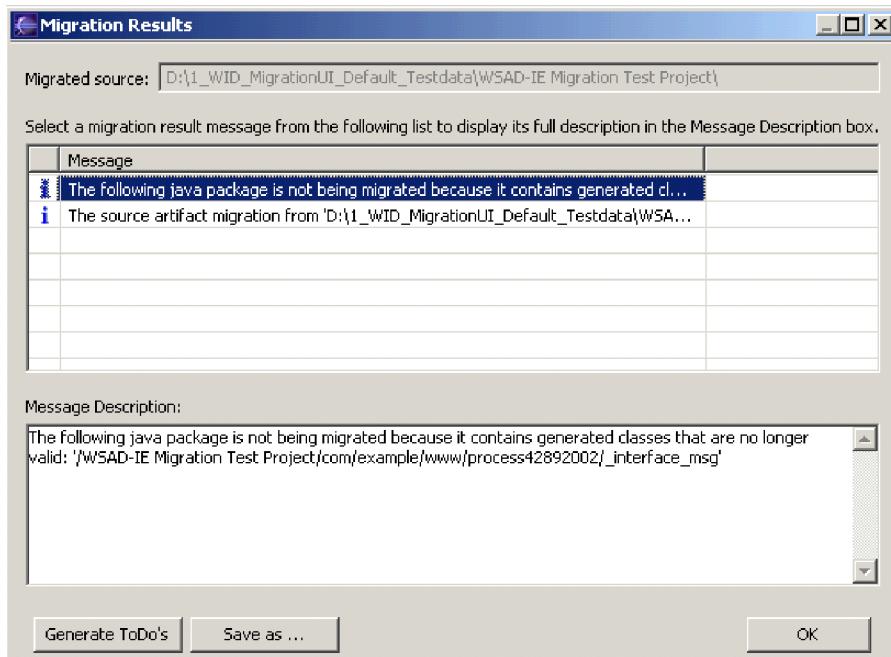 Migration Results
Migrated source: D:\1_WID_MigrationUI_Default_Testdata\WSAD-IE Migration Test Project\
Select a migration result message from the following list to display its full description in the Message Description box.
Message
The following java package is not being migrated because it contains generated cl...
The source artifact migration from 'D:\1_WID_MigrationUI_Default_Testdata\WSA...
Message Description:
The following java package is not being migrated because it contains generated classes that are no longer
valid: '/WSAD-IE Migration Test Project/com/example/www/process42892002/_interface_msg'
Generate ToDo's Save as ... OK